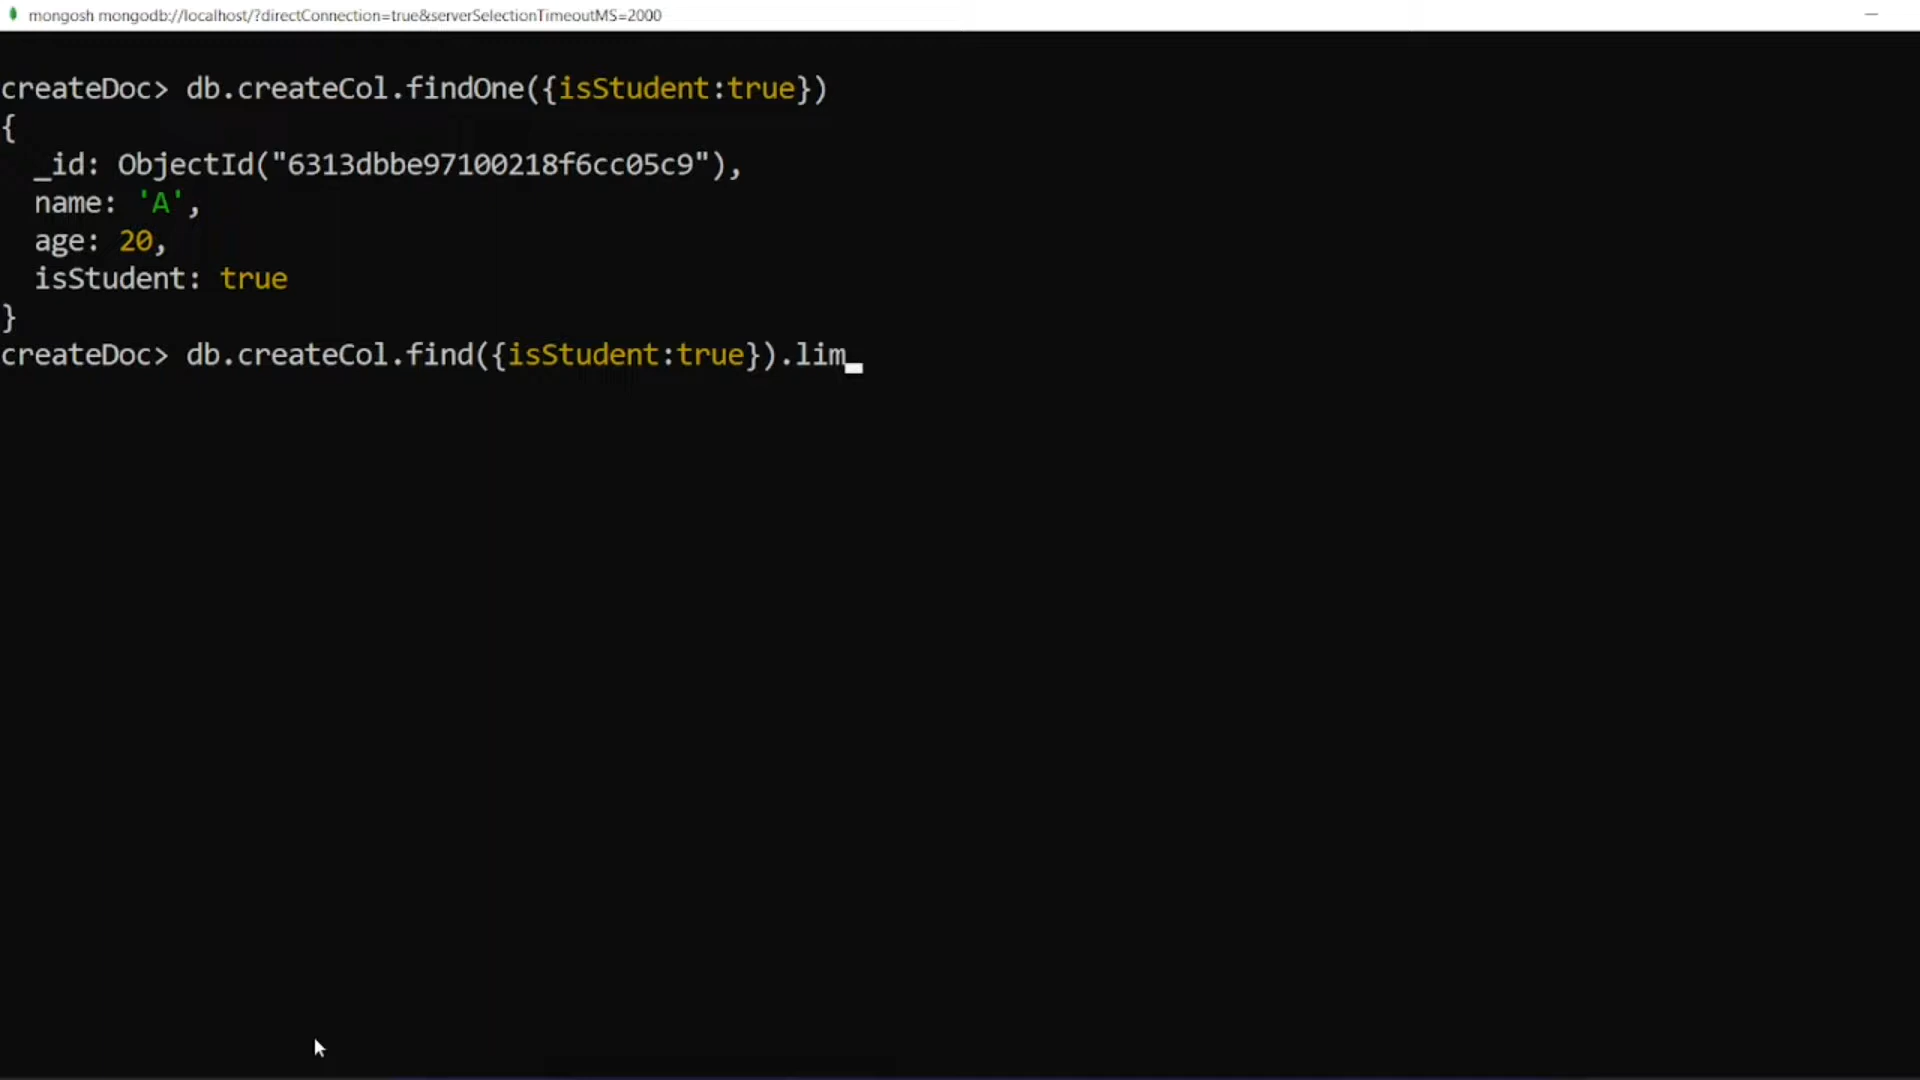 mongosh mongodb://localhost/?directConnection=true&serverSelectionTimeoutMS=2000
createDoc> db.createCol.findOne({isStudent:true})
{
  _id: ObjectId("6313dbbe97100218f6cc05c9"),
  name: 'A',
  age: 20,
  isStudent: true
}
createDoc> db.createCol.find({isStudent:true}).lim_